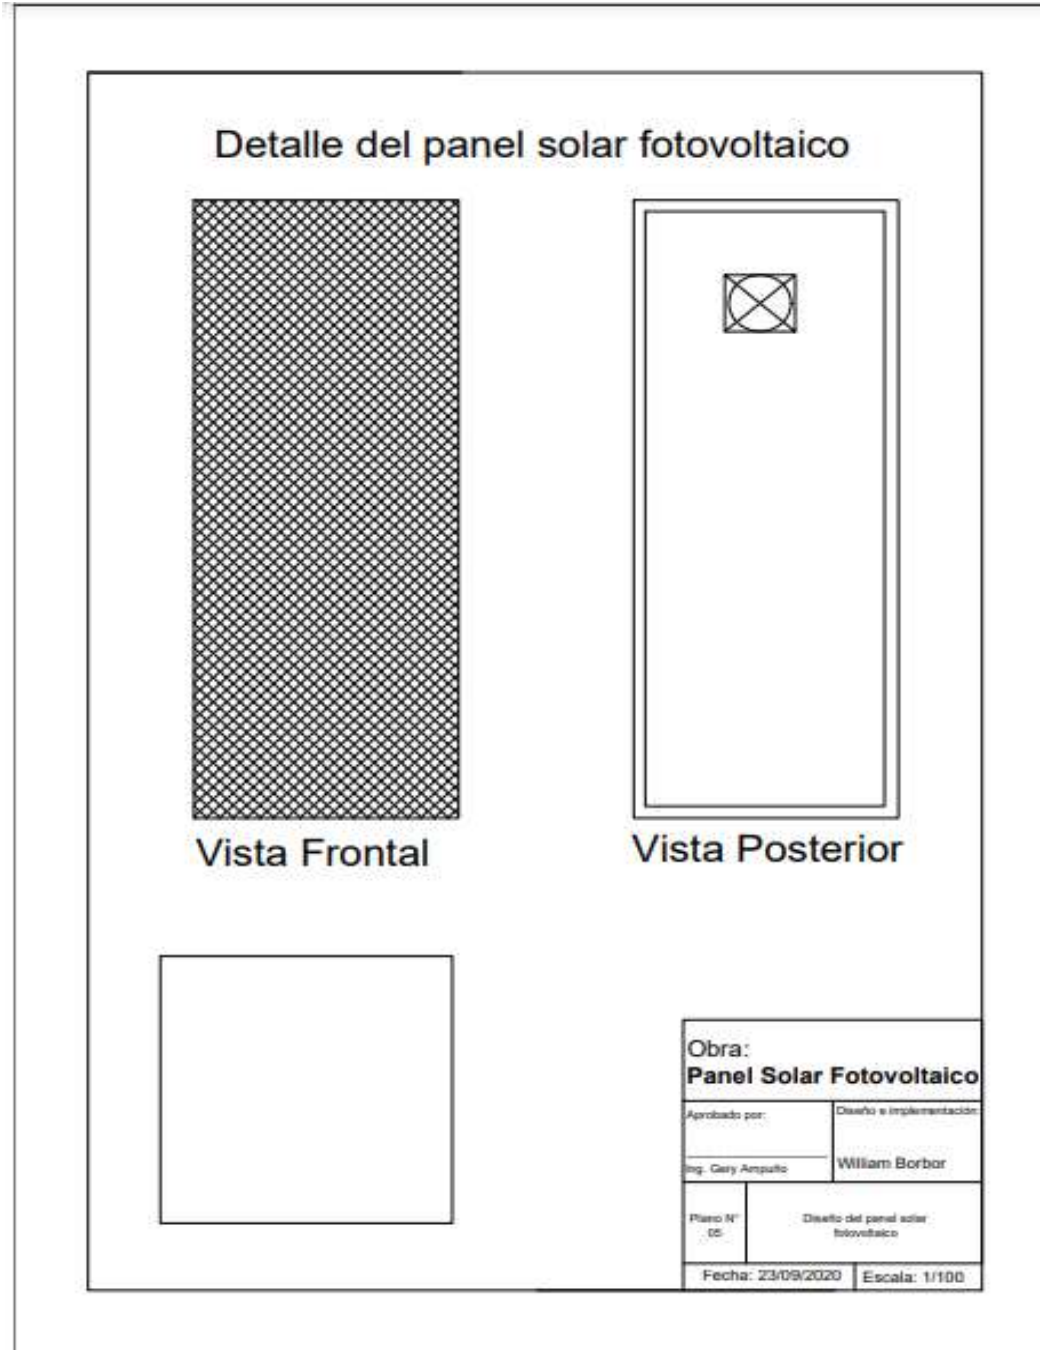 Detalle del panel solar fotovoltaico
Vista Frontal
Vista Posterior
Obra:
Panel Solar Fotovoltaico
Aprobado por:
Diseño e implementación:
Ing. Gery Ampuño
William Borbor
Plano N°
05
Diseño del panel solar
fotovoltaico
Fecha: 23/09/2020
Escala: 1/100